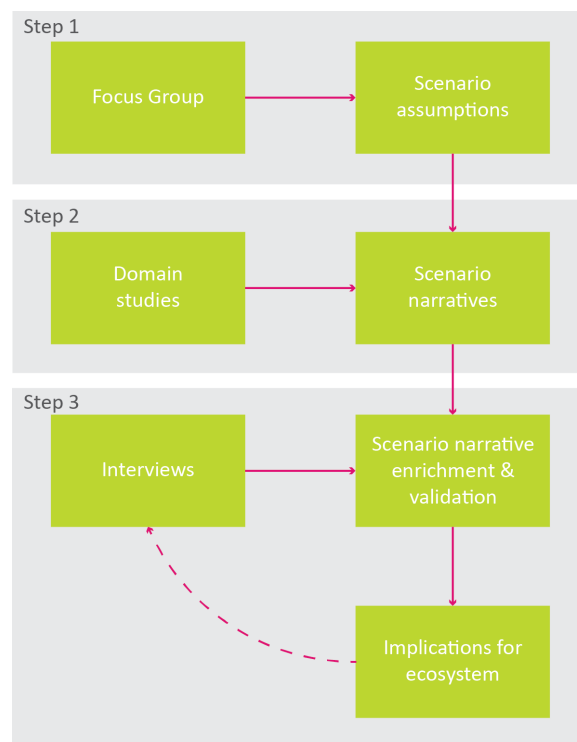 Step 1
Focus Group
Scenario
assumptions
Step 2
Domain
studies
Scenario
narratives
Step 3
Interviews
Scenario narrative
enrichment &
validation
Implications for
ecosystem